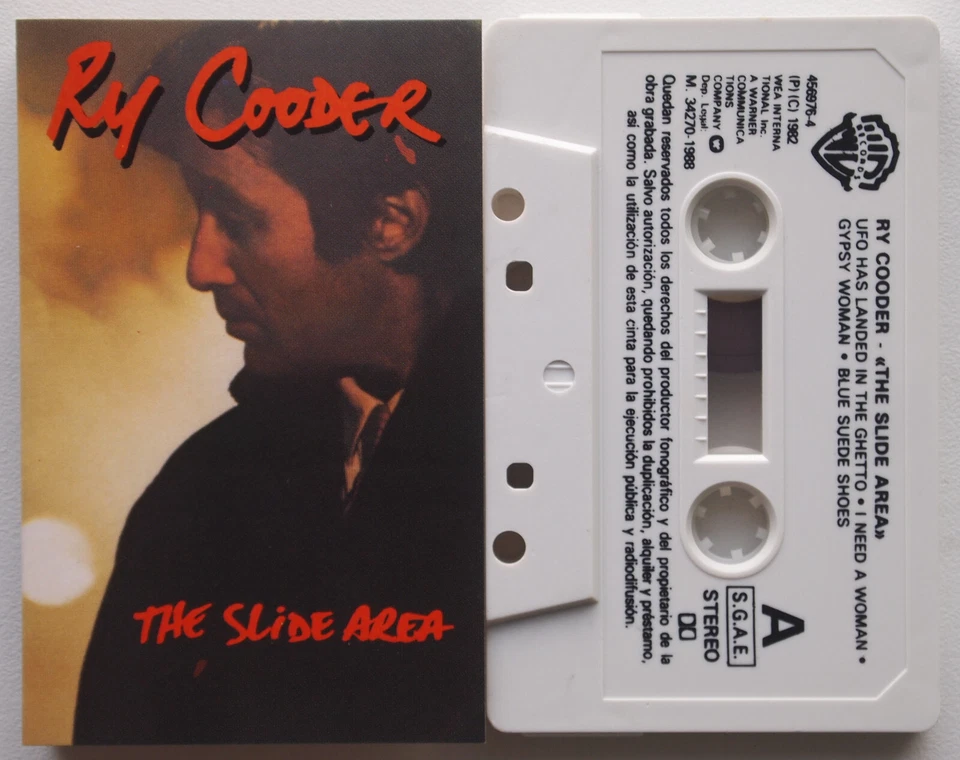 RY COODER
THE SLIDE AREA
RECORDS
RY COODER - «THE SLIDE AREA»
UFO HAS LANDED IN THE GHETTO • I NEED A WOMAN •
GYPSY WOMAN • BLUE SUEDE SHOES
456976-4
(P) (C) 1982
WEA INTERNA
TIONAL Inc.
A WARNER
COMMUNICA
TIONS
COMPANY
Dep. Legal:
M. 34270-1988
A
S.G.A.E.
STEREO
Quedan reservados todos los derechos del productor fonográfico y del propietario de la
obra grabada. Salvo autorización, quedando prohibidos la duplicación, alquiler y préstamo,
así como la utilización de esta cinta para la ejecución pública y radiodifusión.